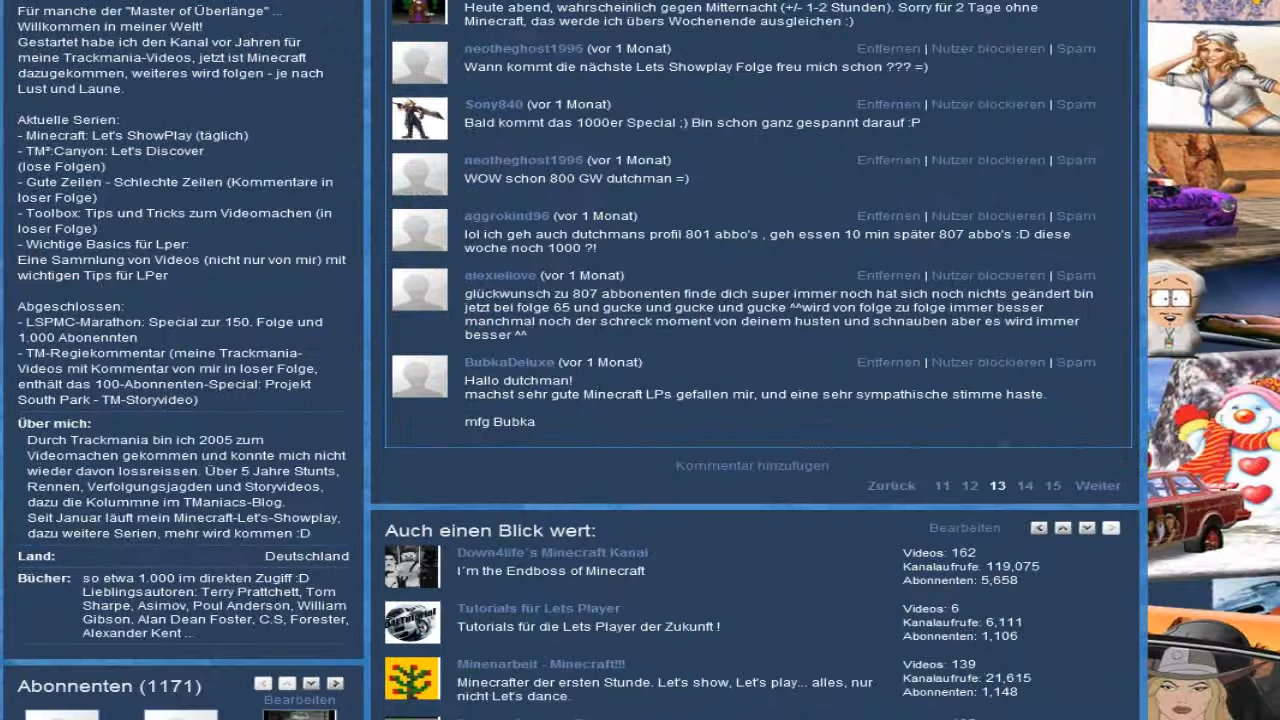 Für manche der "Master of Überlänge" ...
Willkommen in meiner Welt!
Gestartet habe ich den Kanal vor Jahren für
meine Trackmania-Videos, jetzt ist Minecraft
dazugekommen, weiteres wird folgen - je nach
Lust und Laune.
Aktuelle Serien:
- Minecraft: Let's ShowPlay (täglich)
- TM²:Canyon: Let's Discover
(lose Folgen)
- Gute Zeilen - Schlechte Zeilen (Kommentare in
loser Folge)
- Toolbox: Tips und Tricks zum Videomachen (in
loser Folge)
- Wichtige Basics für Lper:
Eine Sammlung von Videos (nicht nur von mir) mit
wichtigen Tips für LPer
Abgeschlossen:
- LSPMC-Marathon: Special zur 150. Folge und
1.000 Abonennten
- TM-Regiekommentar (meine Trackmania-
Videos mit Kommentar von mir in loser Folge,
enthält das 100-Abonnenten-Special: Projekt
South Park - TM-Storyvideo)
Über mich:
Durch Trackmania bin ich 2005 zum
Videomachen gekommen und konnte mich nicht
wieder davon lossreissen. Über 5 Jahre Stunts,
Rennen, Verfolgungsjagden und Storyvideos,
dazu die Kolummne im TManiacs-Blog.
Seit Januar läuft mein Minecraft-Let's-Showplay,
dazu weitere Serien, mehr wird kommen :D
Land: Deutschland
Bücher: so etwa 1.000 im direkten Zugiff :D
Lieblingsautoren: Terry Prattchett, Tom
Sharpe, Asimov, Poul Anderson, William
Gibson, Alan Dean Foster, C.S, Forester,
Alexander Kent ...
Abonnenten (1171)
Bearbeiten
Heute abend, wahrscheinlich gegen Mitternacht (+/- 1-2 Stunden). Sorry für 2 Tage ohne
Minecraft, das werde ich übers Wochenende ausgleichen :)
neotheghost1996 (vor 1 Monat) Entfernen | Nutzer blockieren | Spam
Wann kommt die nächste Lets Showplay Folge freu mich schon ??? =)
Sony840 (vor 1 Monat) Entfernen | Nutzer blockieren | Spam
Bald kommt das 1000er Special ;) Bin schon ganz gespannt darauf :P
neotheghost1996 (vor 1 Monat) Entfernen | Nutzer blockieren | Spam
WOW schon 800 GW dutchman =)
aggrokind96 (vor 1 Monat) Entfernen | Nutzer blockieren | Spam
lol ich geh auch dutchmans profil 801 abbo's , geh essen 10 min später 807 abbo's :D diese
woche noch 1000 ?!
alexiellove (vor 1 Monat) Entfernen | Nutzer blockieren | Spam
glückwunsch zu 807 abbonenten finde dich super immer noch hat sich noch nichts geändert bin
jetz bei folge 65 und gucke und gucke und gucke ^^wird von folge zu folge immer besser
manchmal noch der schreck moment von deinem husten und schnauben aber es wird immer
besser ^^
BubkaDeluxe (vor 1 Monat) Entfernen | Nutzer blockieren | Spam
Hallo dutchman!
machst sehr gute Minecraft LPs gefallen mir, und eine sehr sympathische stimme haste.
mfg Bubka
Kommentar hinzufügen
Zurück 11 12 13 14 15 Weiter
Auch einen Blick wert: Bearbeiten
Down4life´s Minecraft Kanal
I´m the Endboss of Minecraft
Videos: 162
Kanalaufrufe: 119,075
Abonnenten: 5,658
Tutorials für Lets Player
Tutorials für die Lets Player der Zukunft !
Videos: 6
Kanalaufrufe: 6,111
Abonnenten: 1,106
Minenarbeit - Minecraft!!!
Minecrafter der ersten Stunde. Let's show, Let's play... alles, nur
nicht Let's dance.
Videos: 139
Kanalaufrufe: 21,615
Abonnenten: 1,148